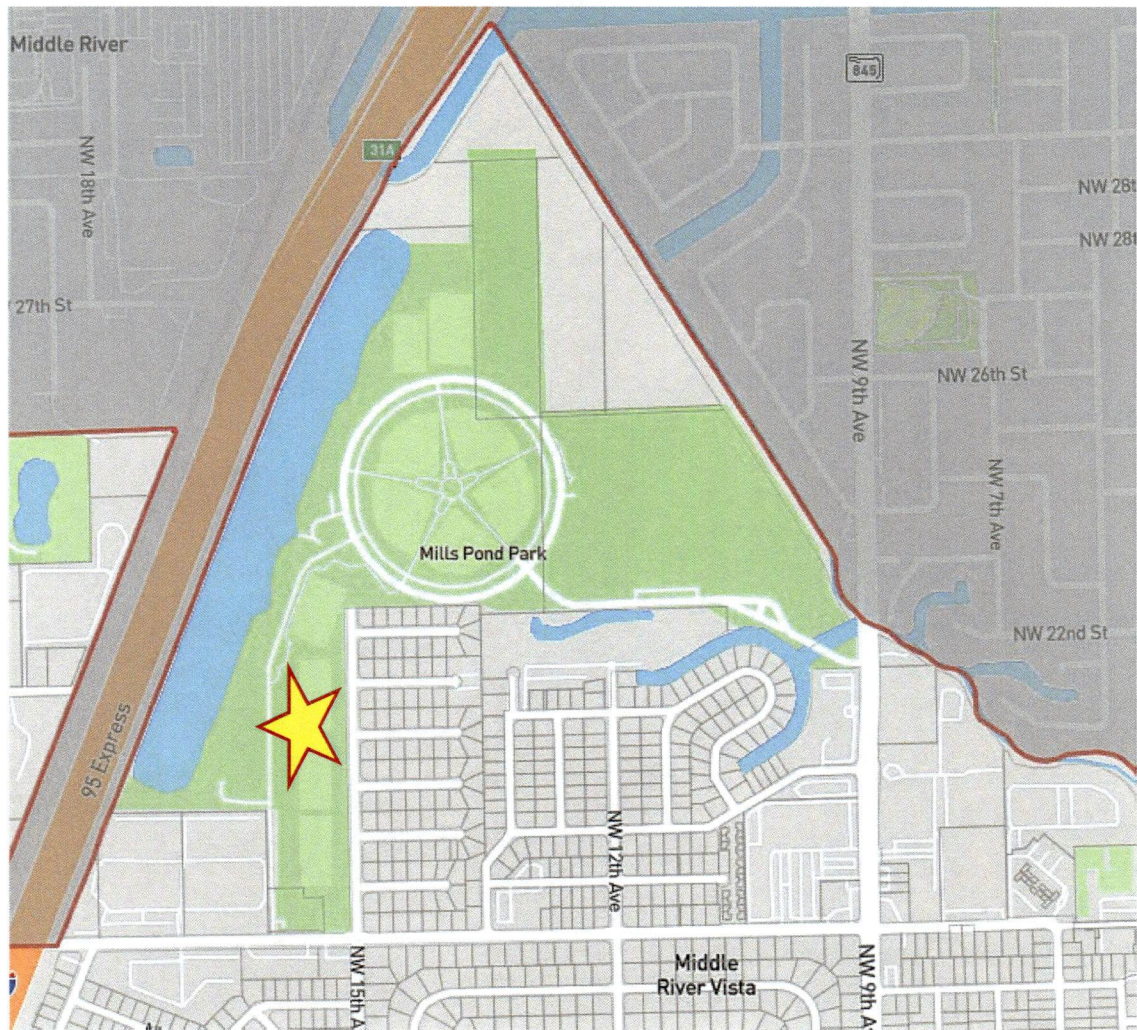 Middle River
845
31A
NW 18th Ave
NW 28t
NW 28t
27th St
NW 9th Ave
NW 26th St
NW 7th Ave
Mills Pond Park
NW 22nd St
95 Express
NW 12th Ave
NW 15th A
Middle
River Vista
NW 9th Av